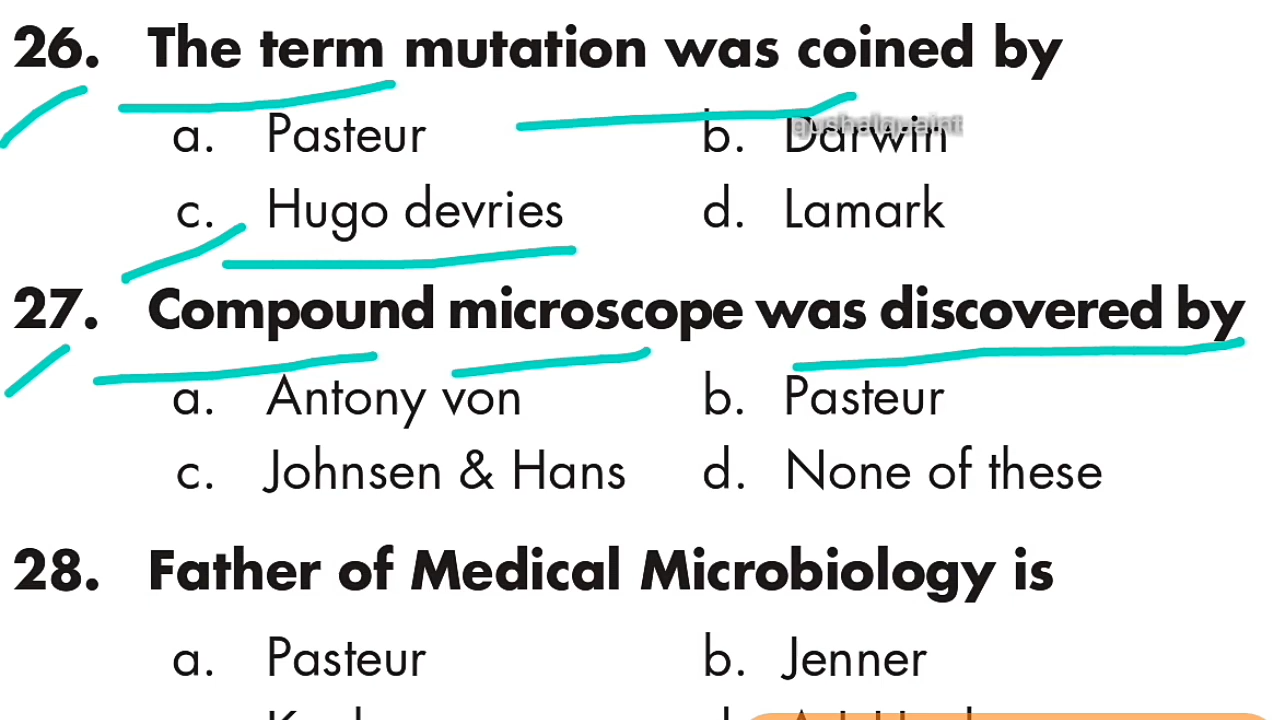 26. The term mutation was coined by
a. Pasteur b. Darwin
c. Hugo devries d. Lamark
27. Compound microscope was discovered by
a. Antony von b. Pasteur
c. Johnsen & Hans d. None of these
28. Father of Medical Microbiology is
a. Pasteur b. Jenner